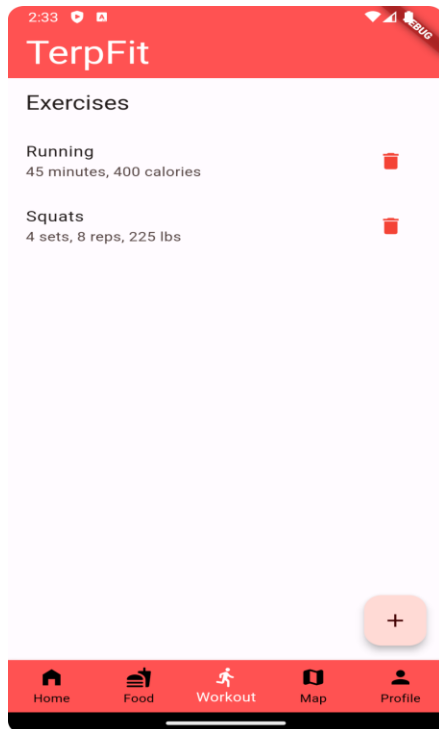 2:33
DEBUG
TerpFit
Exercises
Running
45 minutes, 400 calories
Squats
4 sets, 8 reps, 225 lbs
+
Home Food Workout Map Profile